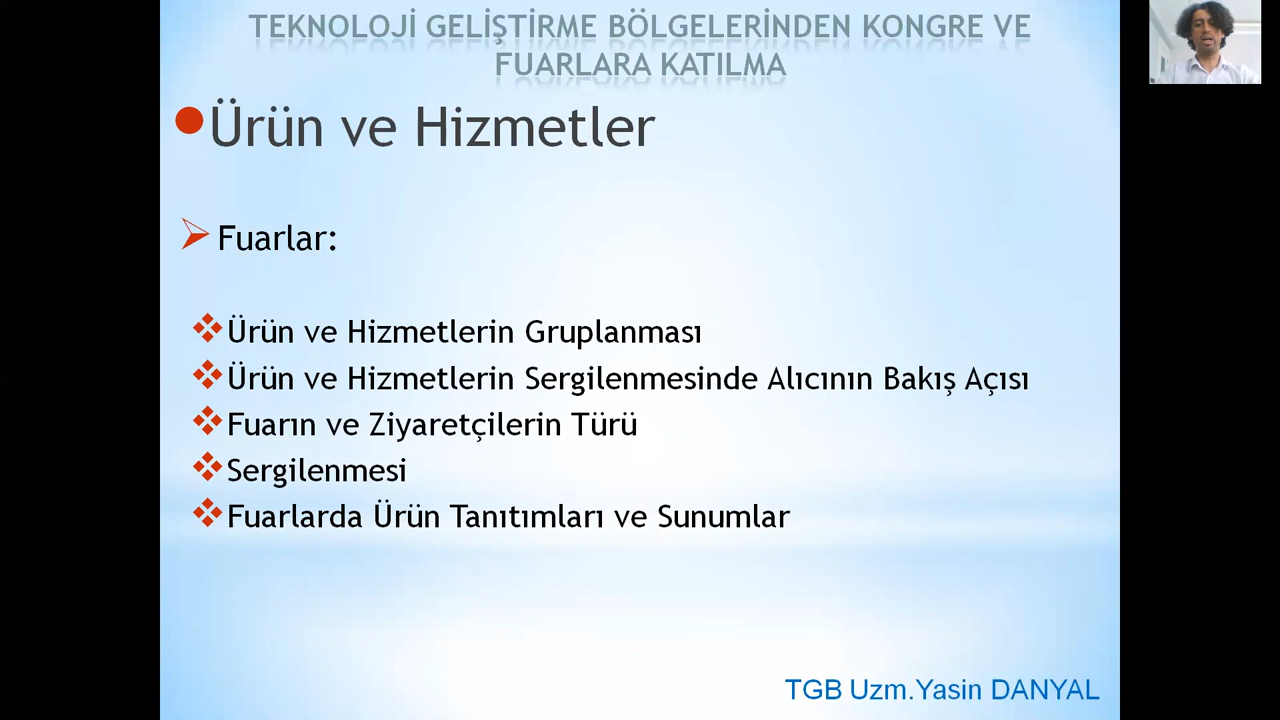 TEKNOLOJİ GELİŞTİRME BÖLGELERİNDEN KONGRE VE
FUARLARA KATILMA
Ürün ve Hizmetler
Fuarlar:
Ürün ve Hizmetlerin Gruplanması
Ürün ve Hizmetlerin Sergilenmesinde Alıcının Bakış Açısı
Fuarın ve Ziyaretçilerin Türü
Sergilenmesi
Fuarlarda Ürün Tanıtımları ve Sunumlar
TGB Uzm.Yasin DANYAL